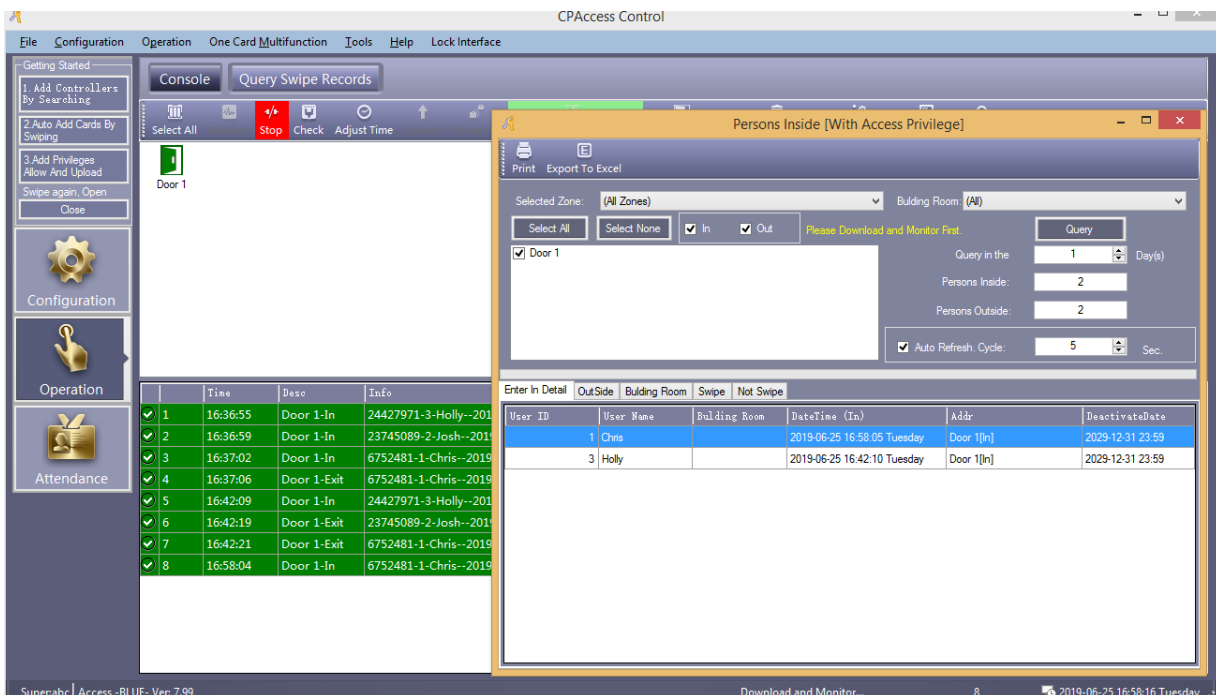 CPAccess Control
File Configuration Operation One Card Multifunction Tools Help Lock Interface
Getting Started
1. Add Controllers
By Searching
2.Auto Add Cards By
Swiping
3.Add Privileges
Allow And Upload
Swipe again, Open
Close
Configuration
Operation
Attendance
Console Query Swipe Records
Select All Stop Check Adjust Time
Door 1
Time Desc Info
1 16:36:55 Door 1-In 24427971-3-Holly--201
2 16:36:59 Door 1-In 23745089-2-Josh--2019
3 16:37:02 Door 1-In 6752481-1-Chris--2019
4 16:37:06 Door 1-Exit 6752481-1-Chris--2019
5 16:42:09 Door 1-In 24427971-3-Holly--201
6 16:42:19 Door 1-Exit 23745089-2-Josh--2019
7 16:42:21 Door 1-Exit 6752481-1-Chris--2019
8 16:58:04 Door 1-In 6752481-1-Chris--2019
Persons Inside [With Access Privilege]
Print Export To Excel
Selected Zone: (All Zones) Bulding Room: (All)
Select All Select None In Out Please Download and Monitor First. Query
Door 1
Query in the 1 Day(s)
Persons Inside: 2
Persons Outside: 2
Auto Refresh. Cycle: 5 Sec.
Enter In Detail OutSide Bulding Room Swipe Not Swipe
User ID User Name Bulding Room DateTime (In) Addr DeactivateDate
1 Chris 2019-06-25 16:58:05 Tuesday Door 1[In] 2029-12-31 23:59
3 Holly 2019-06-25 16:42:10 Tuesday Door 1[In] 2029-12-31 23:59
Super:abc Access -BLUE- Ver: 7.99 Download and Monitor... 8 2019-06-25 16:58:16 Tuesday